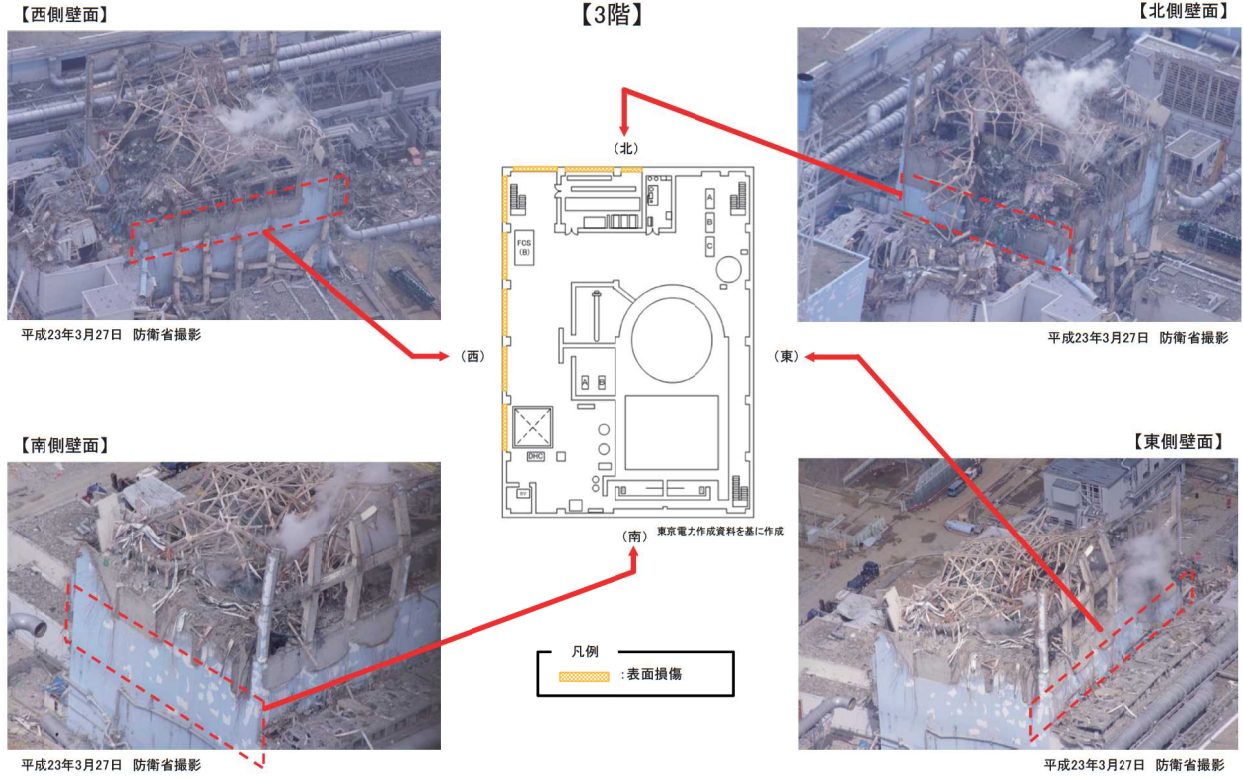 【西側壁面】
【3階】
【北側壁面】
平成23年3月27日 防衛省撮影
平成23年3月27日 防衛省撮影
(北)
A
B
C
FCS
(B)
(西)
(東)
A
B
DHC
SV
(南)
東京電力作成資料を基に作成
【南側壁面】
【東側壁面】
凡例
:表面損傷
平成23年3月27日 防衛省撮影
平成23年3月27日 防衛省撮影